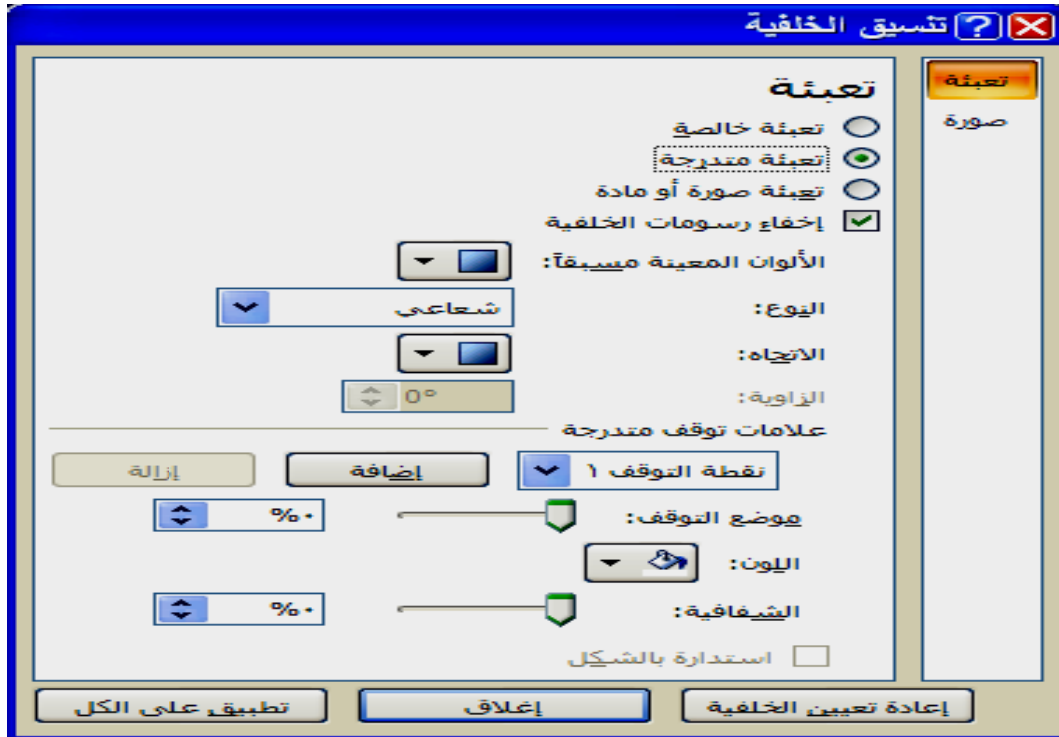 تنسيق الخلفية
تعبئة
صورة
تعبئة
تعبئة خالصة
تعبئة متدرجة
تعبئة صورة أو مادة
إخفاء رسومات الخلفية
الألوان المعينة مسبقاً:
النوع: شعاعي
الاتجاه:
الزاوية: 0°
علامات توقف متدرجة
نقطة التوقف ١ إضافة إزالة
موضع التوقف: ٠%
اللون:
الشفافية: ٠%
استدارة بالشكل
إعادة تعيين الخلفية إغلاق تطبيق على الكل